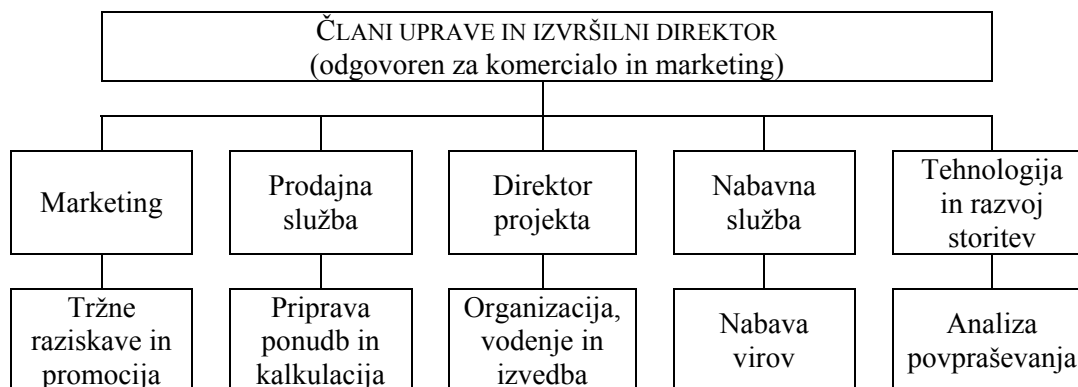 ČLANI UPRAVE IN IZVRŠILNI DIREKTOR
(odgovoren za komercialo in marketing)
Marketing
Prodajna
služba
Direktor
projekta
Nabavna
služba
Tehnologija
in razvoj
storitev
Tržne
raziskave in
promocija
Priprava
ponudb in
kalkulacija
Organizacija,
vodenje in
izvedba
Nabava
virov
Analiza
povpraševanja